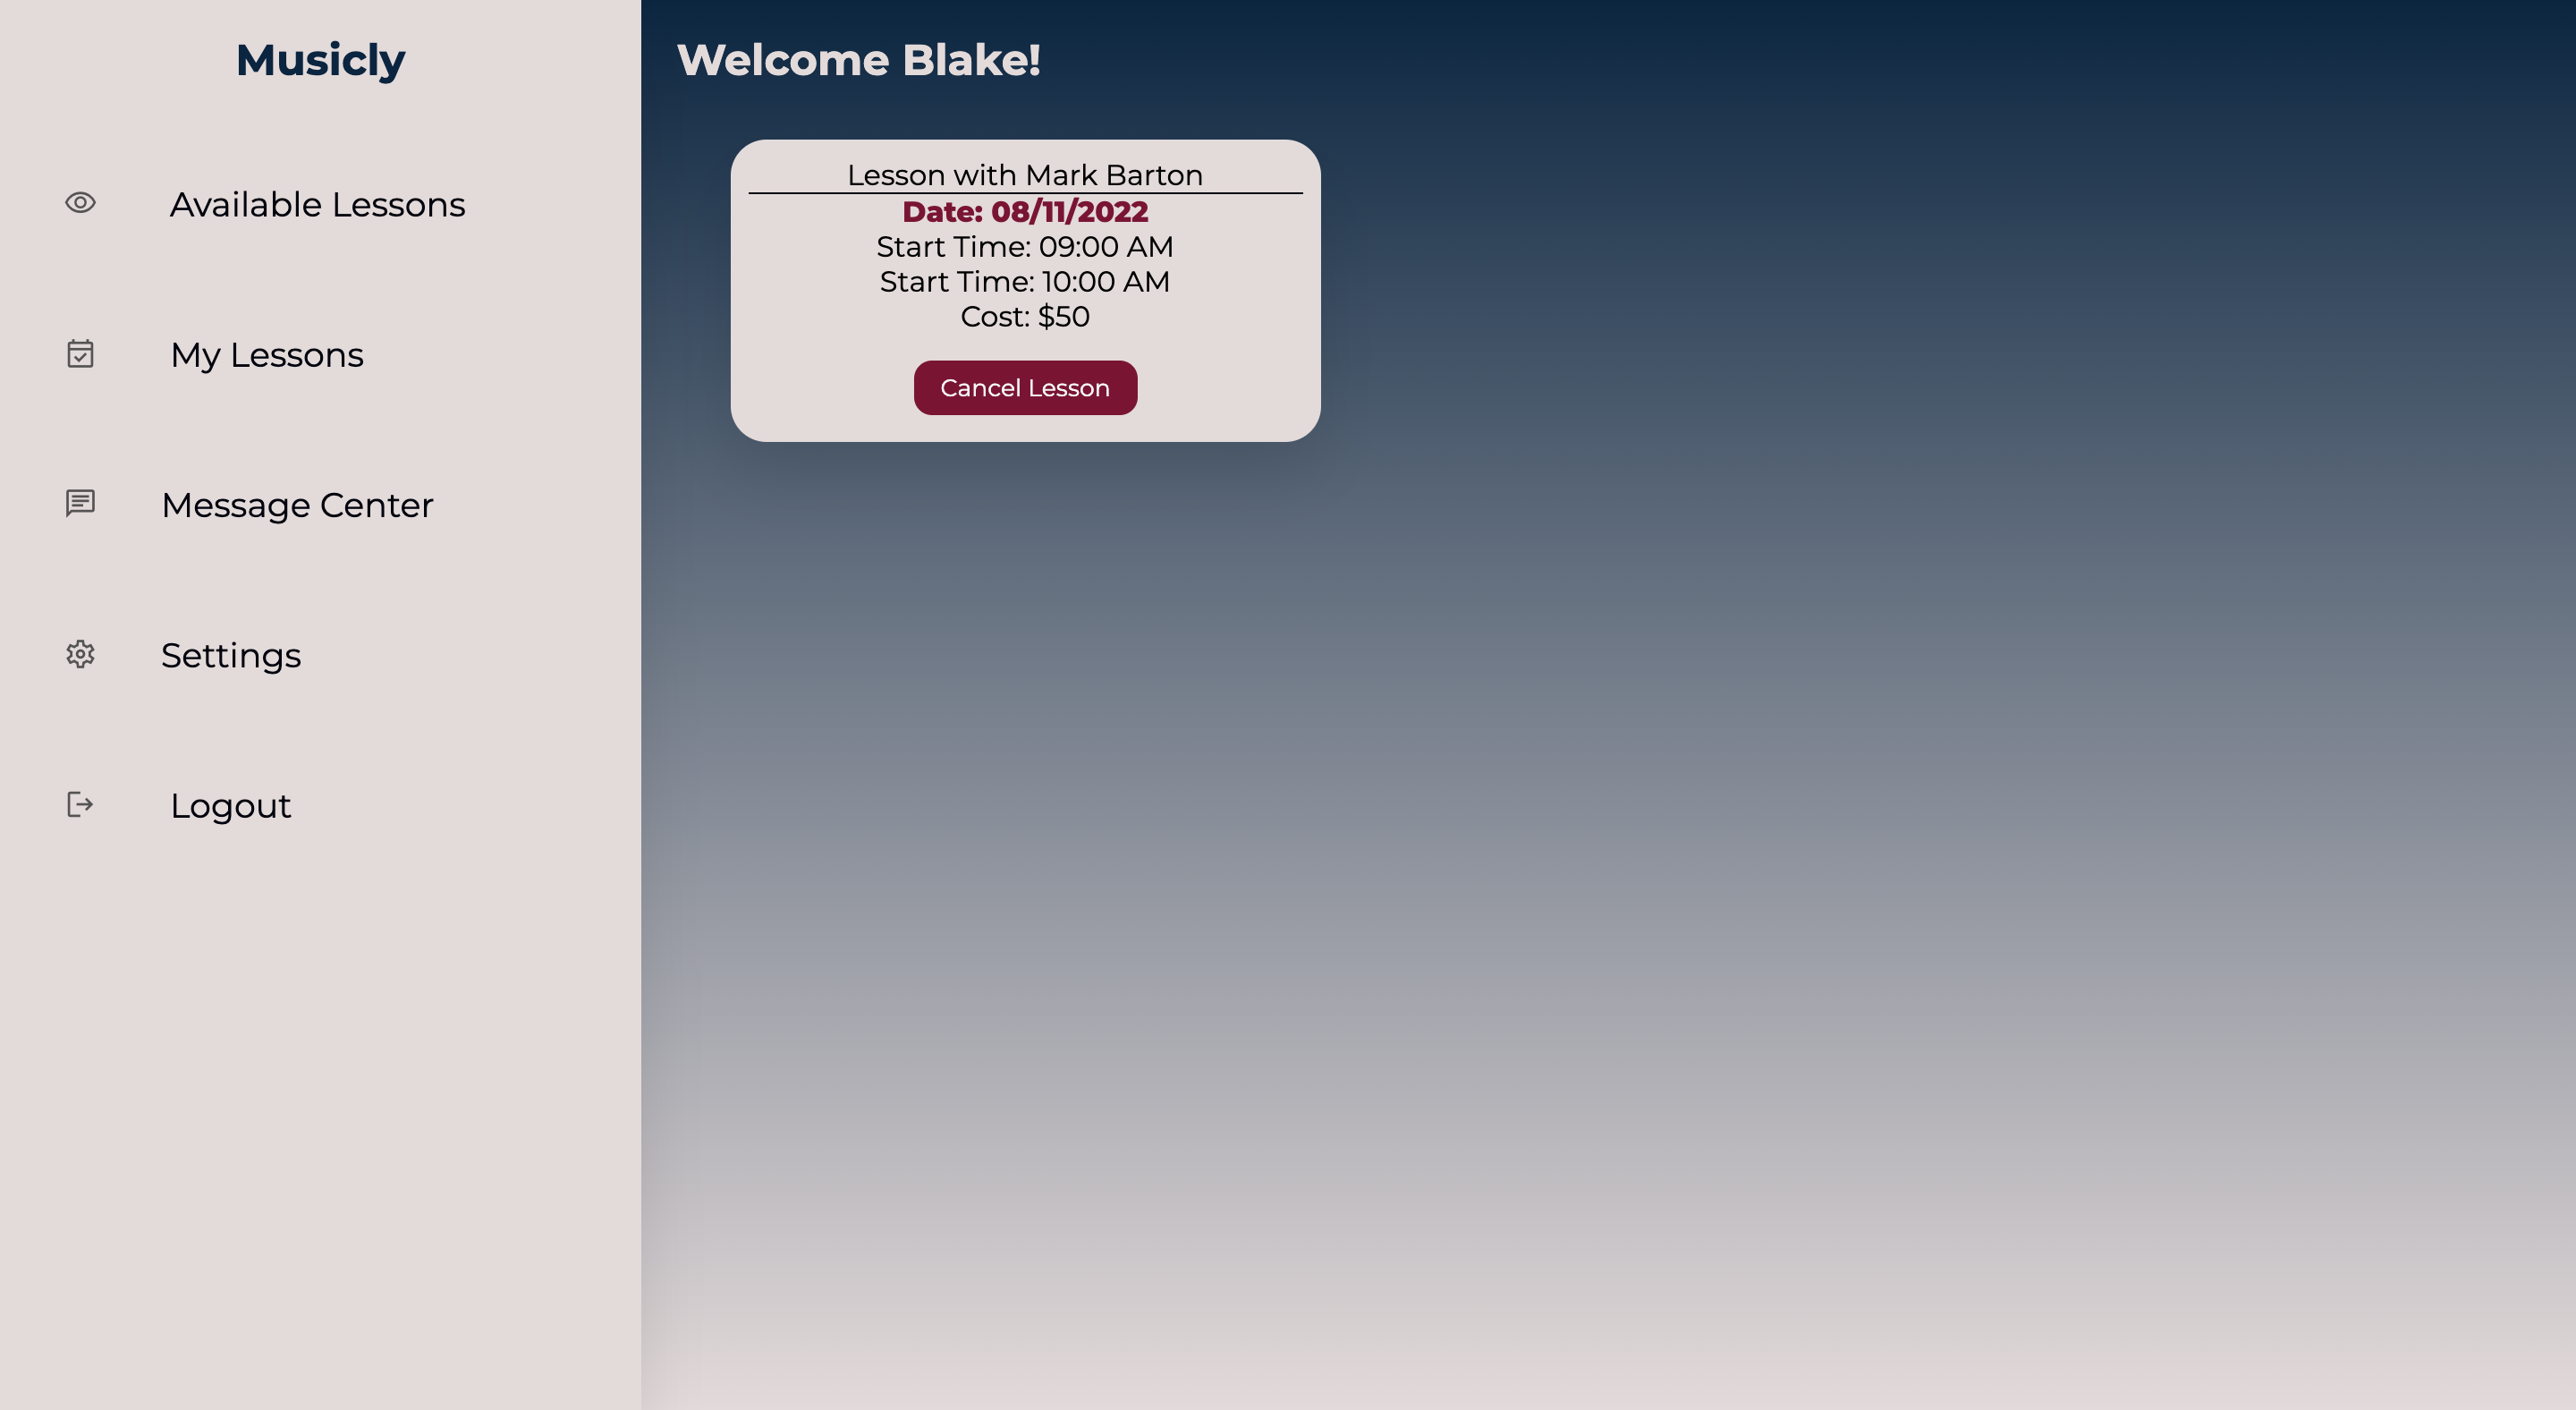 Musicly
Available Lessons
My Lessons
Message Center
Settings
Logout
Welcome Blake!
Lesson with Mark Barton
Date: 08/11/2022
Start Time: 09:00 AM
Start Time: 10:00 AM
Cost: $50
Cancel Lesson